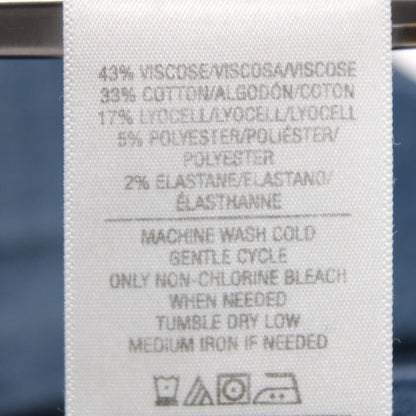 43% VISCOSE/VISCOSA/VISCOSE
33% COTTON/ALGODÓN/COTON
17% LYOCELL/LYOCELL/LYOCELL
5% POLYESTER/POLIÉSTER/
POLYESTER
2% ELASTANE/ELASTANO/
ÉLASTHANNE
MACHINE WASH COLD
GENTLE CYCLE
ONLY NON-CHLORINE BLEACH
WHEN NEEDED
TUMBLE DRY LOW
MEDIUM IRON IF NEEDED